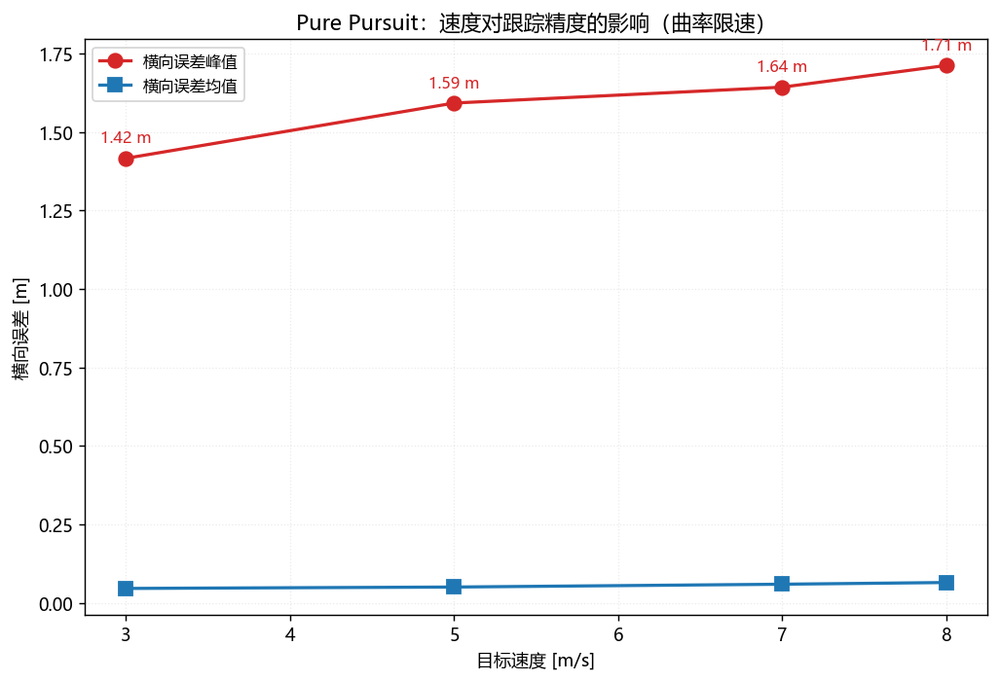 Pure Pursuit：速度对跟踪精度的影响（曲率限速）
横向误差峰值
横向误差均值
1.42 m
1.59 m
1.64 m
1.71 m
横向误差 [m]
1.75
1.50
1.25
1.00
0.75
0.50
0.25
0.00
3
4
5
6
7
8
目标速度 [m/s]